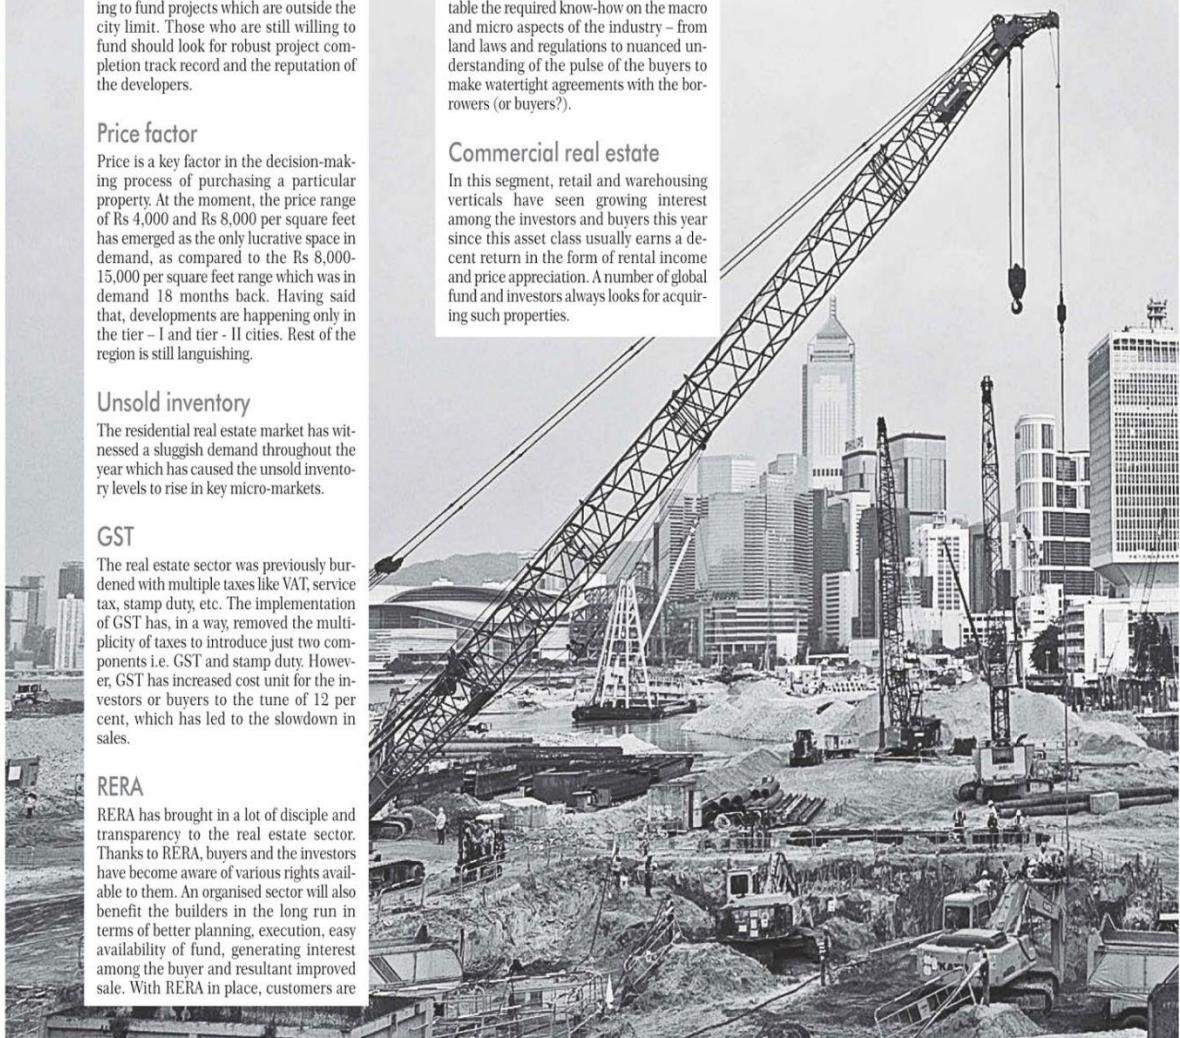 ing to fund projects which are outside the
city limit. Those who are still willing to
fund should look for robust project com-
pletion track record and the reputation of
the developers.
Price factor
Price is a key factor in the decision-mak-
ing process of purchasing a particular
property. At the moment, the price range
of Rs 4,000 and Rs 8,000 per square feet
has emerged as the only lucrative space in
demand, as compared to the Rs 8,000-
15,000 per square feet range which was in
demand 18 months back. Having said
that, developments are happening only in
the tier – I and tier - II cities. Rest of the
region is still languishing.
Unsold inventory
The residential real estate market has wit-
nessed a sluggish demand throughout the
year which has caused the unsold invento-
ry levels to rise in key micro-markets.
GST
The real estate sector was previously bur-
dened with multiple taxes like VAT, service
tax, stamp duty, etc. The implementation
of GST has, in a way, removed the multi-
plicity of taxes to introduce just two com-
ponents i.e. GST and stamp duty. Howev-
er, GST has increased cost unit for the in-
vestors or buyers to the tune of 12 per
cent, which has led to the slowdown in
sales.
RERA
RERA has brought in a lot of disciple and
transparency to the real estate sector.
Thanks to RERA, buyers and the investors
have become aware of various rights avail-
able to them. An organised sector will also
benefit the builders in the long run in
terms of better planning, execution, easy
availability of fund, generating interest
among the buyer and resultant improved
sale. With RERA in place, customers are
table the required know-how on the macro
and micro aspects of the industry – from
land laws and regulations to nuanced un-
derstanding of the pulse of the buyers to
make watertight agreements with the bor-
rowers (or buyers?).
Commercial real estate
In this segment, retail and warehousing
verticals have seen growing interest
among the investors and buyers this year
since this asset class usually earns a de-
cent return in the form of rental income
and price appreciation. A number of global
fund and investors always looks for acquir-
ing such properties.
PHILIPS